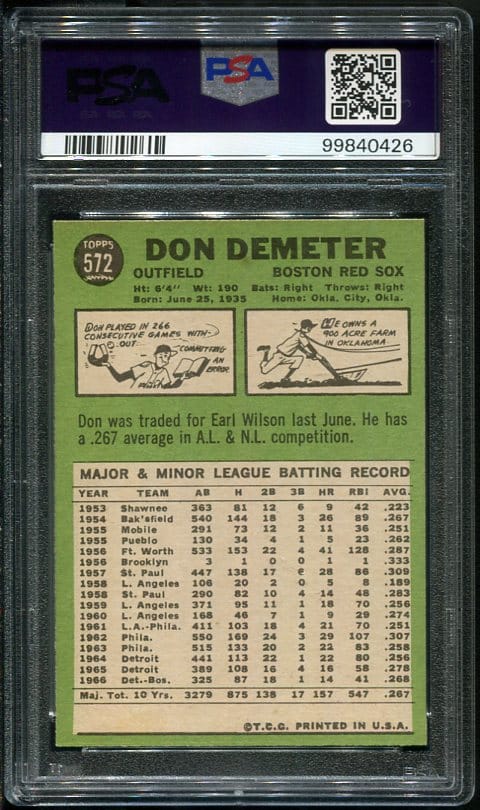 PSA PSA
99840426
TOPPS
572 DON DEMETER
OUTFIELD BOSTON RED SOX
Ht: 6'4" Wt: 190 Bats: Right Throws: Right
Born: June 25, 1935 Home: Okla. City, Okla.
DON PLAYED IN 266
CONSECUTIVE GAMES WITH-
OUT COMMITTING
AN
ERROR
HE OWNS A
900 ACRE FARM
IN OKLAHOMA
Don was traded for Earl Wilson last June. He has
a .267 average in A.L. & N.L. competition.
MAJOR & MINOR LEAGUE BATTING RECORD
YEAR TEAM AB H 2B 3B HR RBI AVG.
1953 Shawnee 363 81 12 6 9 42 .223
1954 Bak'sfield 540 144 18 3 26 89 .267
1955 Mobile 291 73 12 2 11 36 .251
1955 Pueblo 130 34 4 1 5 23 .262
1956 Ft. Worth 533 153 22 4 41 128 .287
1956 Brooklyn 3 1 0 0 1 1 .333
1957 St. Paul 447 138 17 28 86 .309
1958 L. Angeles 106 20 2 0 5 8 .189
1958 St. Paul 290 82 10 4 14 48 .283
1959 L. Angeles 371 95 11 1 18 70 .256
1960 L. Angeles 168 46 7 1 9 29 .274
1961 L.A.-Phila. 411 103 18 4 21 70 .251
1962 Phila. 550 169 24 3 29 107 .307
1963 Phila. 515 133 20 2 22 83 .258
1964 Detroit 441 113 22 1 22 80 .256
1965 Detroit 389 108 16 4 16 58 .278
1966 Det.-Bos. 325 87 18 1 14 41 .268
Maj. Tot. 10 Yrs. 3279 875 138 17 157 547 .267
©T.C.G. PRINTED IN U.S.A.